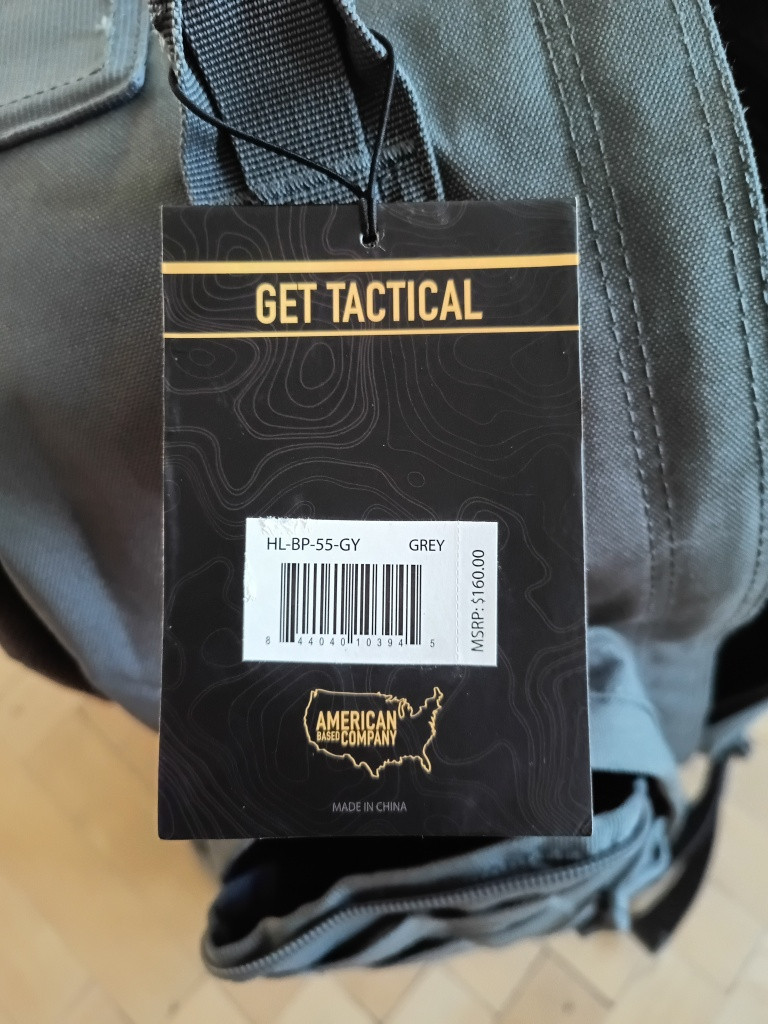 GET TACTICAL
HL-BP-55-GY GREY
8 44040 10394 5
MSRP: $160.00
AMERICAN
BASED COMPANY
MADE IN CHINA